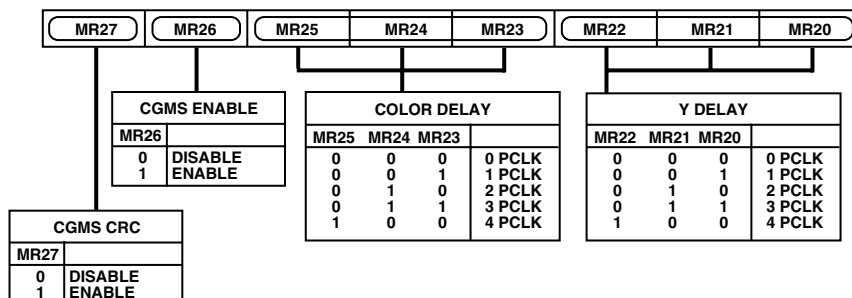 MR27 MR26 MR25 MR24 MR23 MR22 MR21 MR20
CGMS ENABLE
MR26
0 DISABLE
1 ENABLE
COLOR DELAY
MR25 MR24 MR23
0 0 0 0 PCLK
0 0 1 1 PCLK
0 1 0 2 PCLK
0 1 1 3 PCLK
1 0 0 4 PCLK
Y DELAY
MR22 MR21 MR20
0 0 0 0 PCLK
0 0 1 1 PCLK
0 1 0 2 PCLK
0 1 1 3 PCLK
1 0 0 4 PCLK
CGMS CRC
MR27
0 DISABLE
1 ENABLE